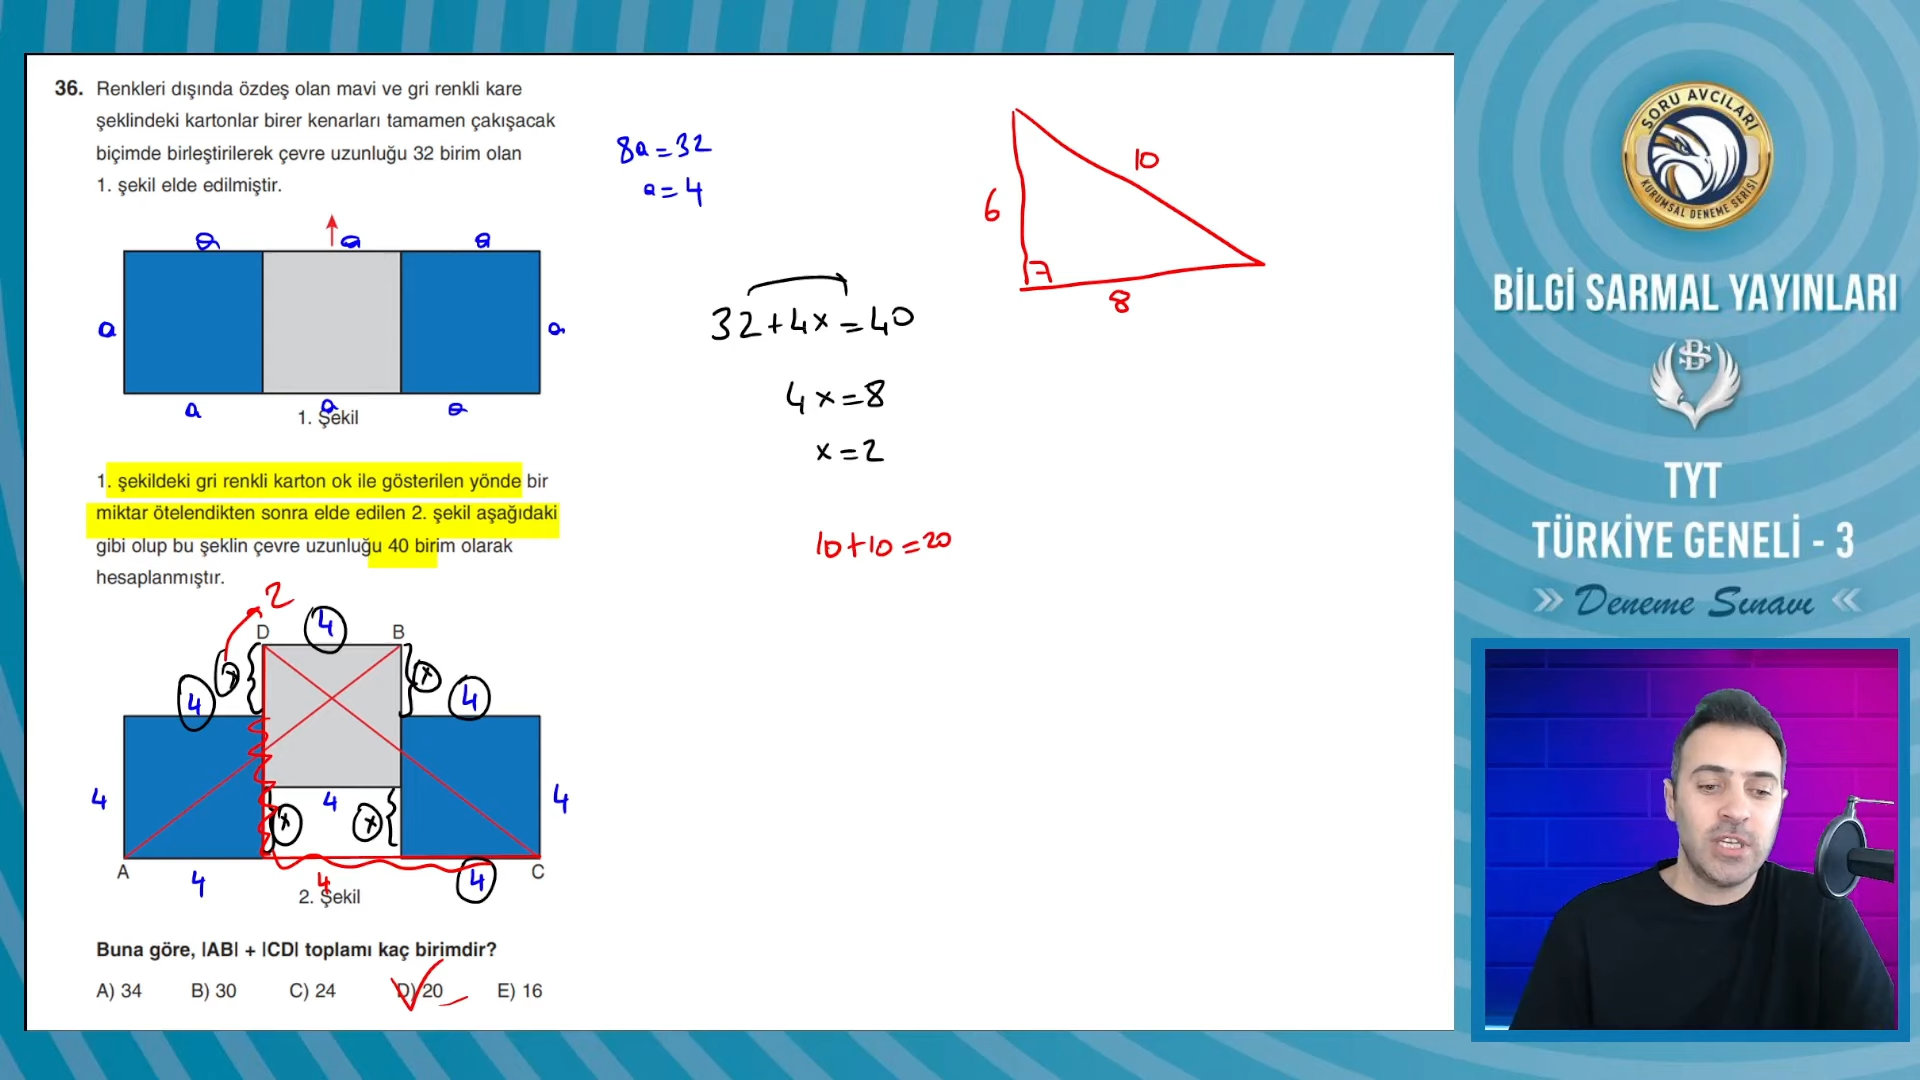 36. Renkleri dışında özdeş olan mavi ve gri renkli kare
şeklindeki kartonlar birer kenarları tamamen çakışacak
biçimde birleştirilerek çevre uzunluğu 32 birim olan
1. şekil elde edilmiştir.
a a a
a a
a a a
1. Şekil
8a=32
a=4
6 10
8
32+4x=40
4x=8
x=2
1. şekildeki gri renkli karton ok ile gösterilen yönde bir
miktar ötelendikten sonra elde edilen 2. şekil aşağıdaki
gibi olup bu şeklin çevre uzunluğu 40 birim olarak
hesaplanmıştır.
10+10=20
2
D 4 B
x x
4 4
4 4 4
x x
A C
4 4 4
2. Şekil
Buna göre, |AB| + |CD| toplamı kaç birimdir?
A) 34 B) 30 C) 24 D) 20 E) 16
SORU AVCILARI
KURUMSAL DENEME SERİSİ
BİLGİ SARMAL YAYINLARI
BS
TYT
TÜRKİYE GENELİ - 3
Deneme Sınavı